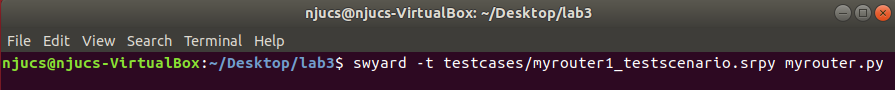 njucs@njucs-VirtualBox: ~/Desktop/lab3
File Edit View Search Terminal Help
njucs@njucs-VirtualBox:~/Desktop/lab3$ swyard -t testcases/myrouter1_testscenario.srpy myrouter.py